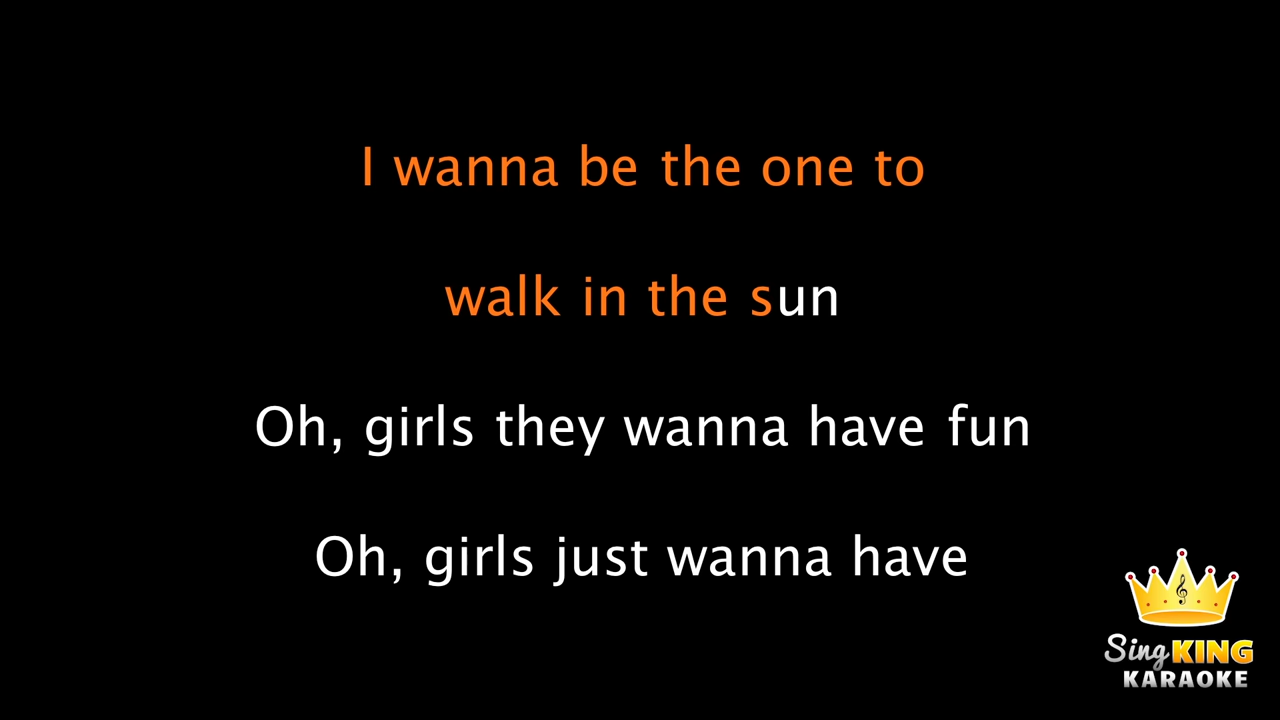 I wanna be the one to
walk in the sun
Oh, girls they wanna have fun
Oh, girls just wanna have
Sing KING
KARAOKE